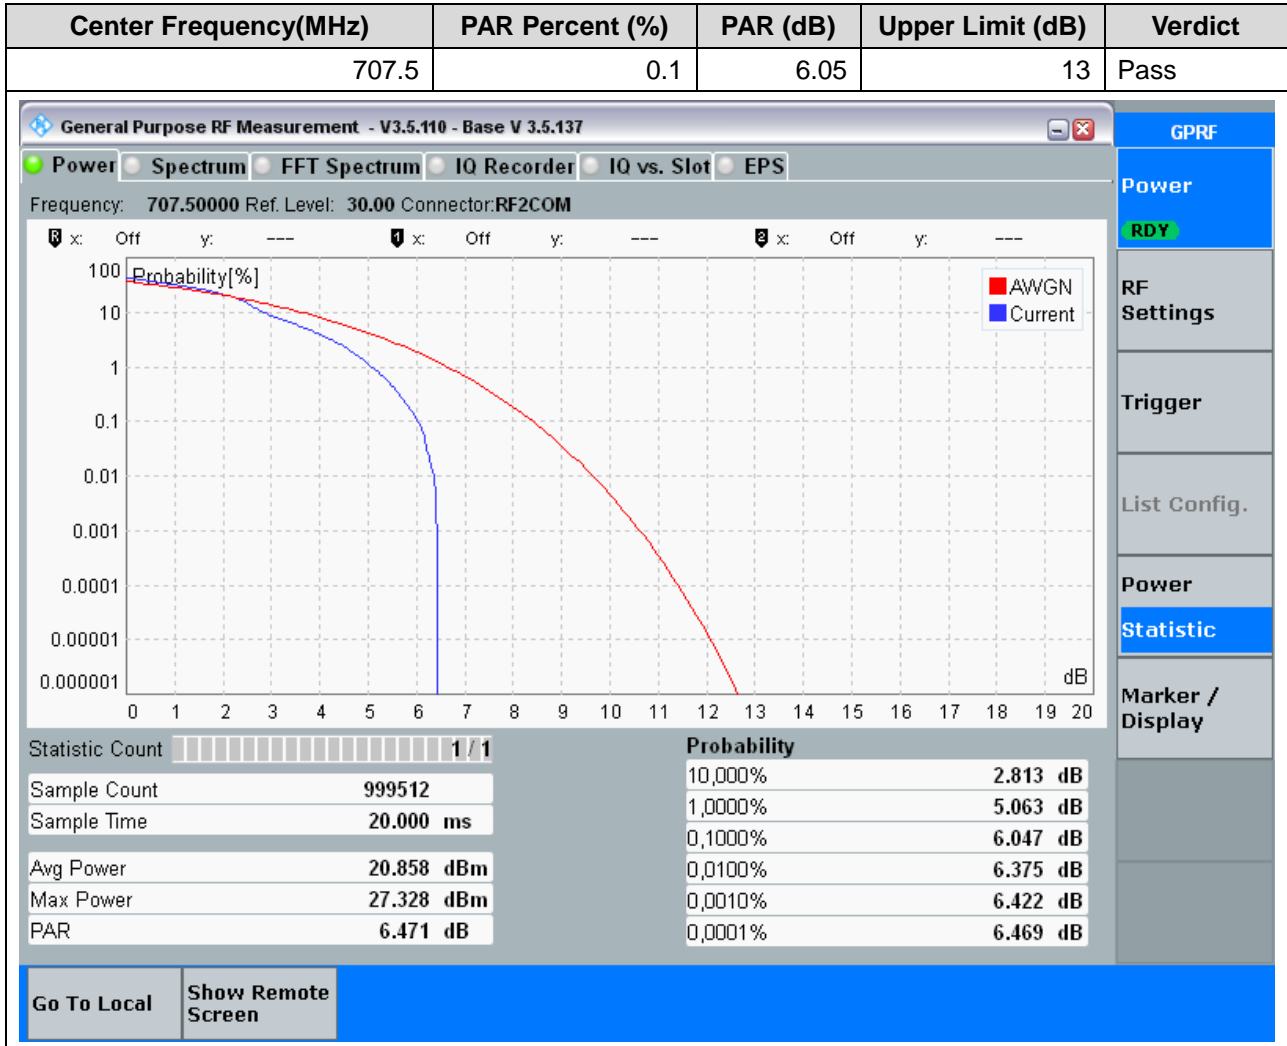 Center Frequency(MHz) PAR Percent (%) PAR (dB) Upper Limit (dB) Verdict
707.5 0.1 6.05 13 Pass
General Purpose RF Measurement - V3.5.110 - Base V 3.5.137
GPRF
Power Spectrum FFT Spectrum IQ Recorder IQ vs. Slot EPS
Power
RDY
Frequency: 707.50000 Ref. Level: 30.00 Connector:RF2COM
R x: Off y: --- 1 x: Off y: --- 2 x: Off y: ---
Probability[%]
AWGN
Current
100
10
1
0.1
0.01
0.001
0.0001
0.00001
0.000001
dB
0 1 2 3 4 5 6 7 8 9 10 11 12 13 14 15 16 17 18 19 20
RF
Settings
Trigger
List Config.
Power
Statistic
Marker /
Display
Statistic Count 1 / 1
Sample Count 999512
Sample Time 20.000 ms
Avg Power 20.858 dBm
Max Power 27.328 dBm
PAR 6.471 dB
Probability
10,000% 2.813 dB
1,0000% 5.063 dB
0,1000% 6.047 dB
0,0100% 6.375 dB
0,0010% 6.422 dB
0,0001% 6.469 dB
Go To Local
Show Remote
Screen